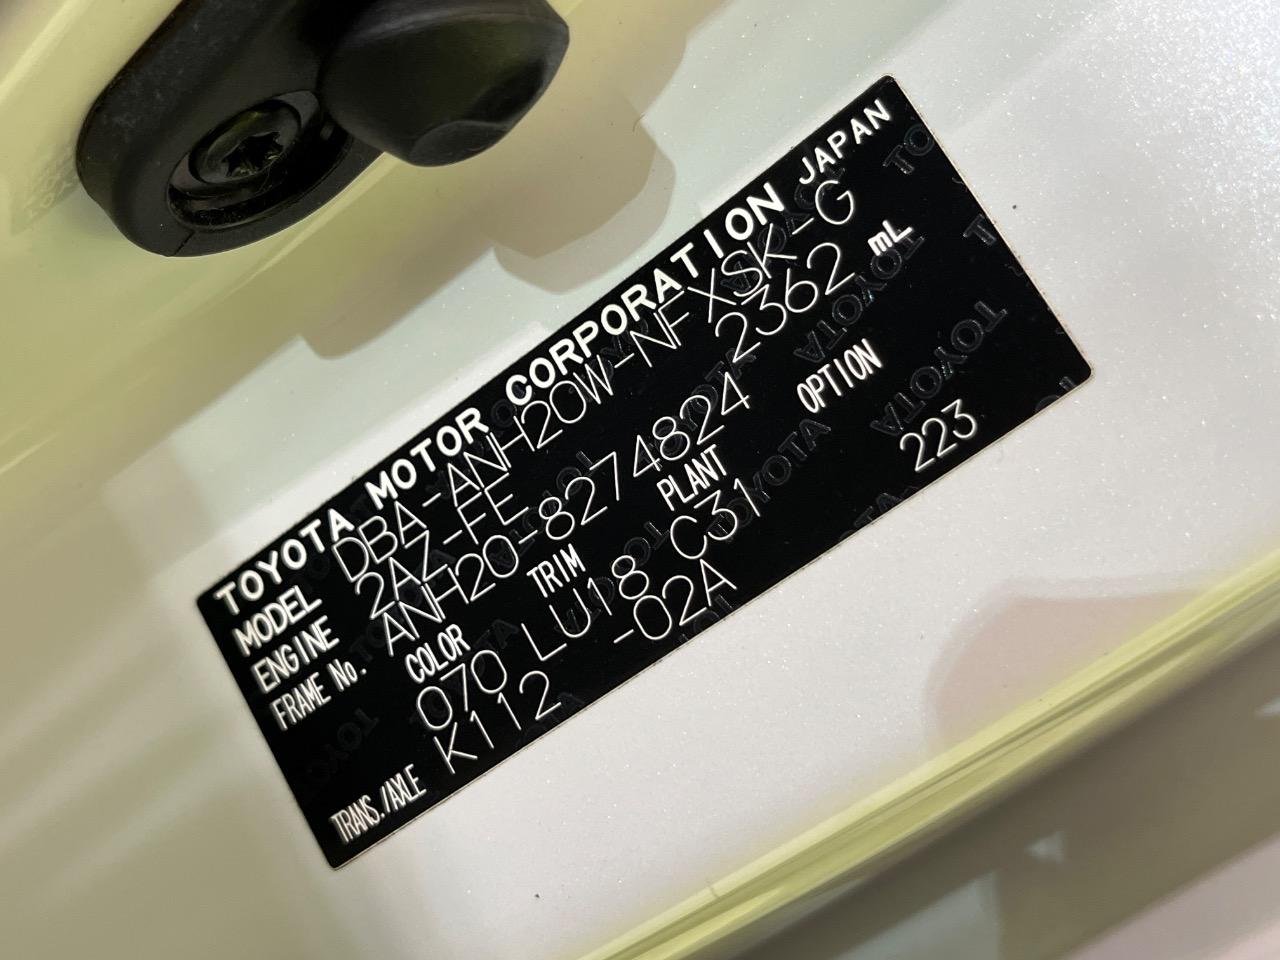 TOYOTA MOTOR CORPORATION JAPAN
MODEL DBA-ANH20W-NFXSK-G
ENGINE 2AZ-FE 2362 mL
FRAME No. ANH20-8274824
COLOR TRIM PLANT OPTION
070 LU18 C31 223
TRANS./AXLE K112 -02A